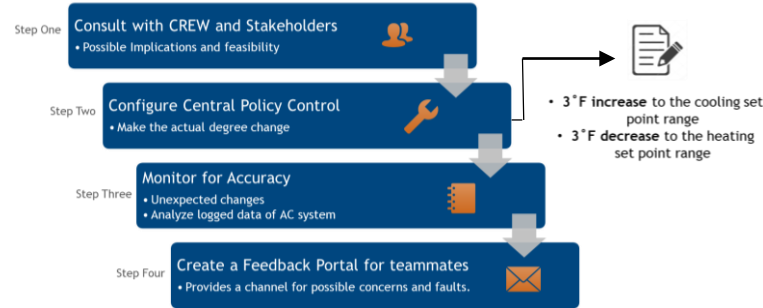 Step One
Consult with CREW and Stakeholders
• Possible Implications and feasibility
Step Two
Configure Central Policy Control
• Make the actual degree change
• 3˚F increase to the cooling set
point range
• 3˚F decrease to the heating
set point range
Step Three
Monitor for Accuracy
• Unexpected changes
• Analyze logged data of AC system
Step Four
Create a Feedback Portal for teammates
• Provides a channel for possible concerns and faults.